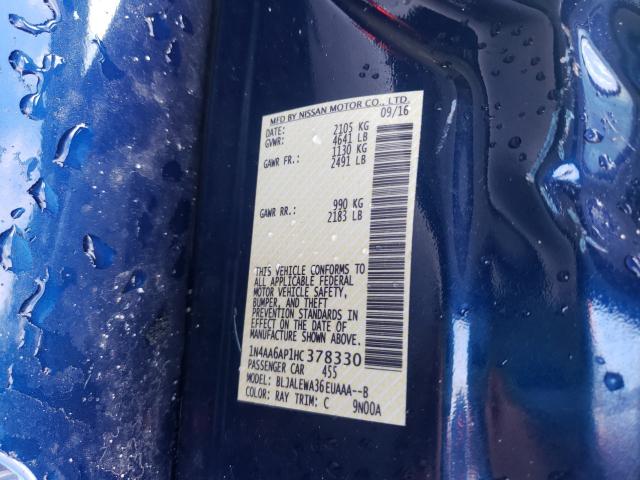 MFD BY NISSAN MOTOR CO., LTD.
DATE: 09/16
GVWR: 2105 KG
4641 LB
GAWR FR.: 1130 KG
2491 LB
GAWR RR.: 990 KG
2183 LB
THIS VEHICLE CONFORMS TO
ALL APPLICABLE FEDERAL
MOTOR VEHICLE SAFETY,
BUMPER, AND THEFT
PREVENTION STANDARDS
IN EFFECT ON THE DATE OF
MANUFACTURE SHOWN ABOVE.
1N4AA6AP1HC378330
PASSENGER CAR 455
MODEL: BLJALEWA36EUAAA--B
COLOR: RAY TRIM: C 9N00A